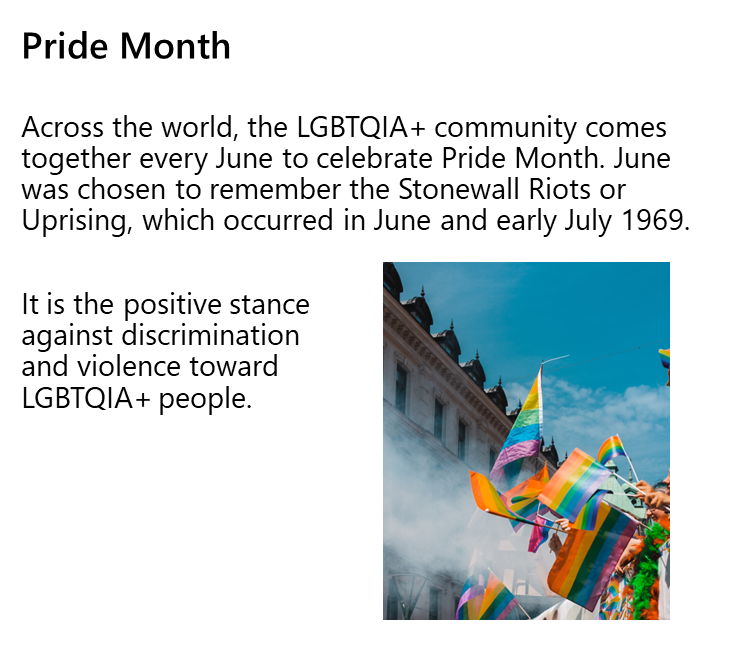 Pride Month
Across the world, the LGBTQIA+ community comes
together every June to celebrate Pride Month. June
was chosen to remember the Stonewall Riots or
Uprising, which occurred in June and early July 1969.
It is the positive stance
against discrimination
and violence toward
LGBTQIA+ people.